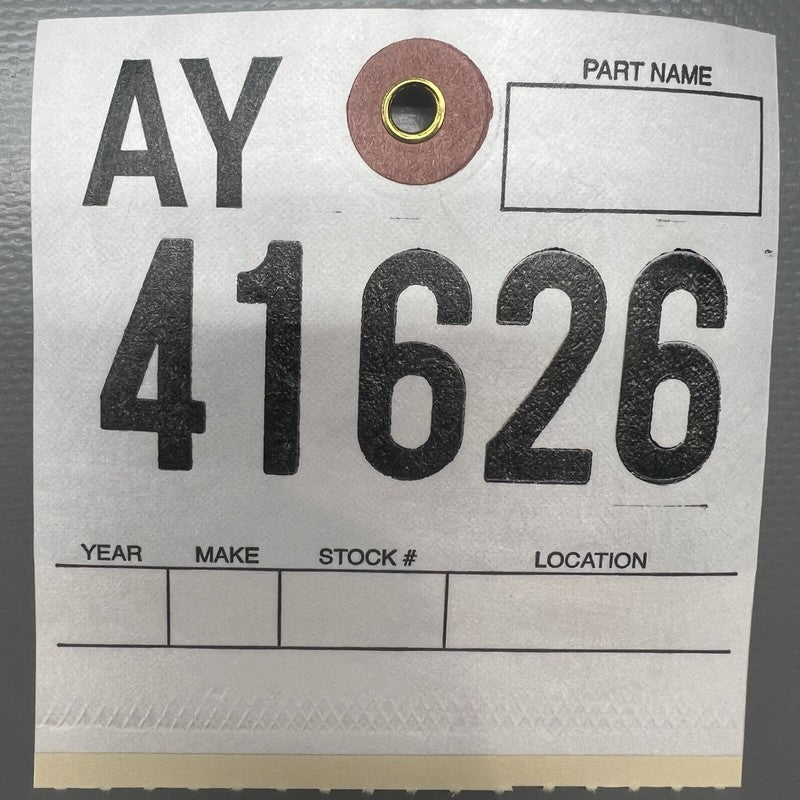 AY
PART NAME
41626
YEAR MAKE STOCK # LOCATION